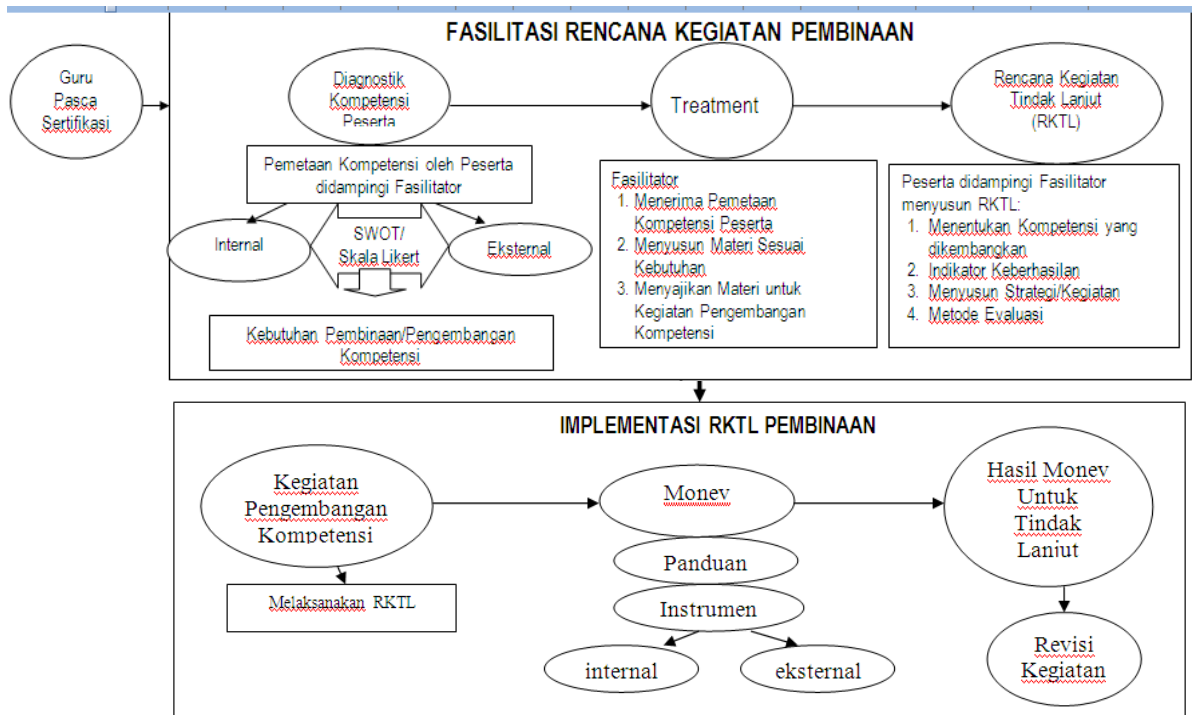 FASILITASI RENCANA KEGIATAN PEMBINAAN
Guru
Pasca
Sertifikasi
Diagnostik
Kompetensi
Peserta
Treatment
Rencana Kegiatan
Tindak Lanjut
(RKTL)
Pemetaan Kompetensi oleh Peserta
didampingi Fasilitator
Internal
SWOT/
Skala Likert
Eksternal
Kebutuhan Pembinaan/Pengembangan
Kompetensi
Fasilitator
1. Menerima Pemetaan
Kompetensi Peserta
2. Menyusun Materi Sesuai
Kebutuhan
3. Menyajikan Materi untuk
Kegiatan Pengembangan
Kompetensi
Peserta didampingi Fasilitator
menyusun RKTL:
1. Menentukan Kompetensi yang
dikembangkan
2. Indikator Keberhasilan
3. Menyusun Strategi/Kegiatan
4. Metode Evaluasi
IMPLEMENTASI RKTL PEMBINAAN
Kegiatan
Pengembangan
Kompetensi
Melaksanakan RKTL
Monev
Panduan
Instrumen
internal
eksternal
Hasil Monev
Untuk
Tindak
Lanjut
Revisi
Kegiatan